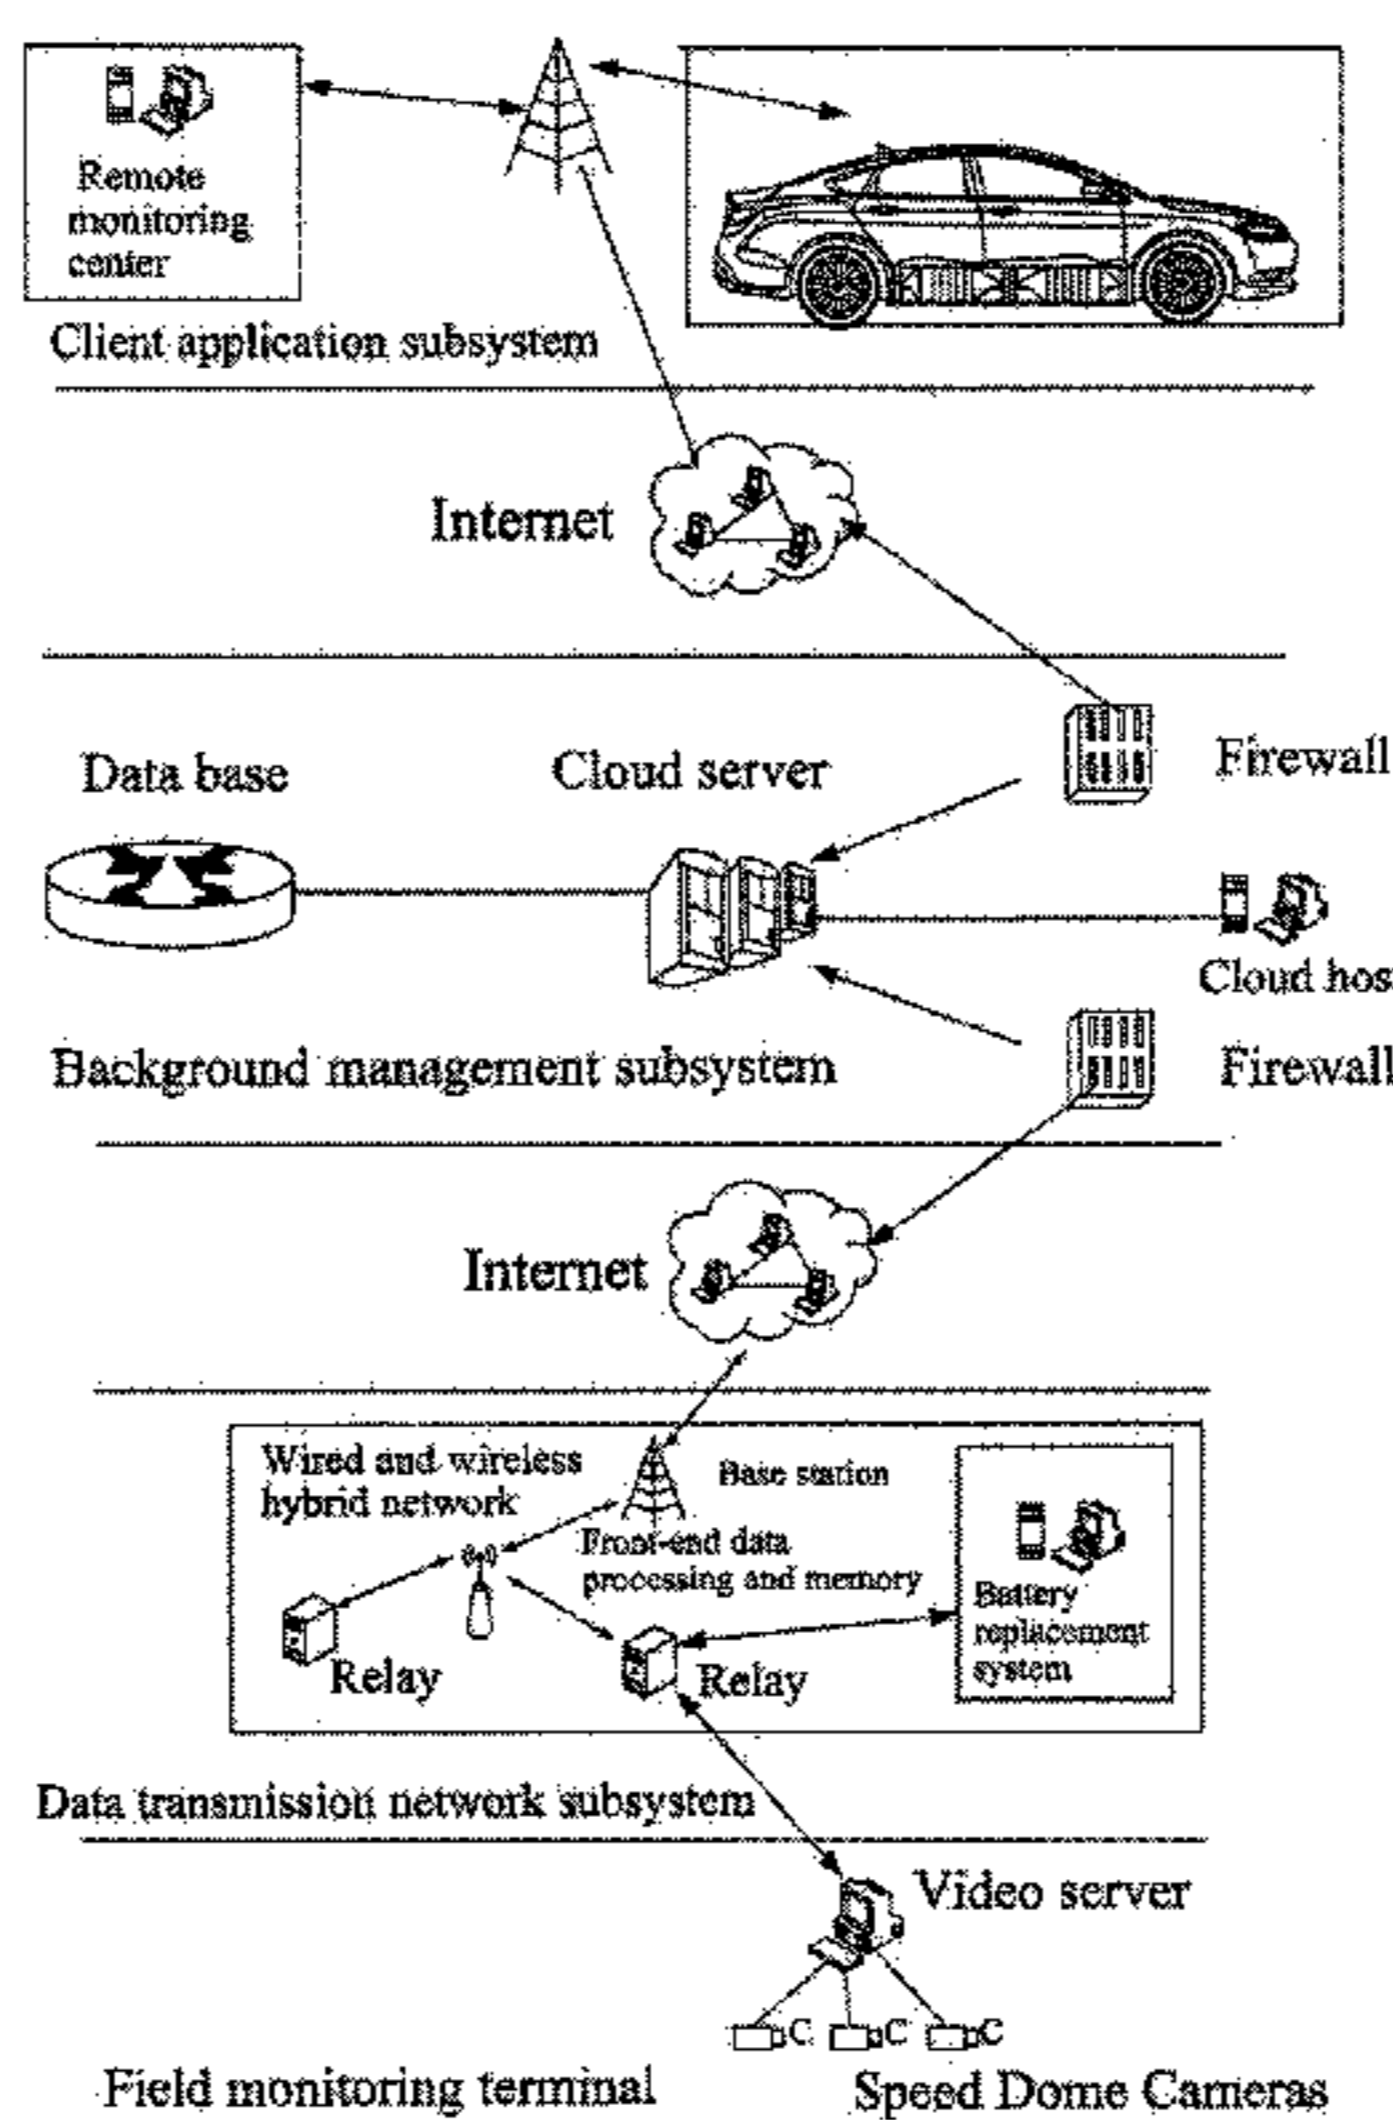 Remote
monitoring
center
Client application subsystem
Internet
Data base
Cloud server
Firewall
Cloud hos
Background management subsystem
Firewall
Internet
Wired and wireless
hybrid network
Base station
Front-end data
processing and memory
Battery
replacement
system
Relay
Relay
Data transmission network subsystem
Video server
C C C
Field monitoring terminal
Speed Dome Cameras